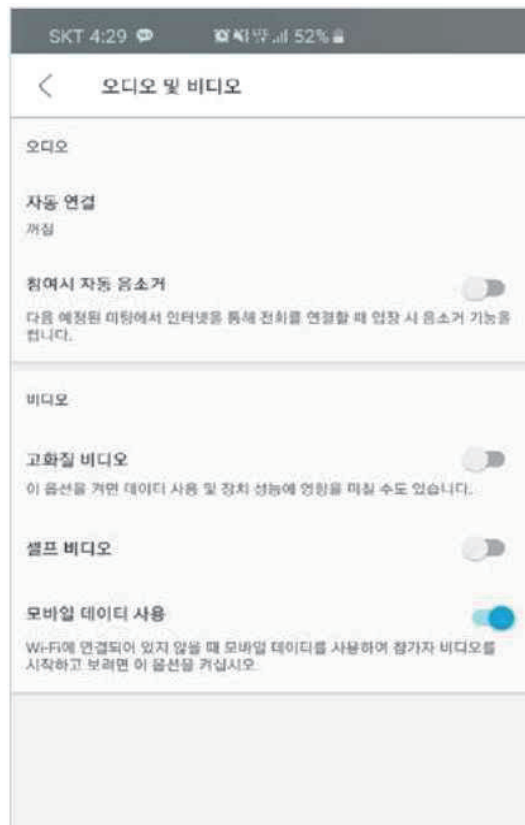 SKT 4:29 52%
오디오 및 비디오
오디오
자동 연결
꺼짐
참여시 자동 음소거
다음 예정된 미팅에서 인터넷을 통해 전화를 연결할 때 입장 시 음소거 기능을
켭니다.
비디오
고화질 비디오
이 옵션을 켜면 데이터 사용 및 장치 성능에 영향을 미칠 수도 있습니다.
셀프 비디오
모바일 데이터 사용
Wi-Fi에 연결되어 있지 않을 때 모바일 데이터를 사용하여 참가자 비디오를
시작하고 보려면 이 옵션을 켜십시오.